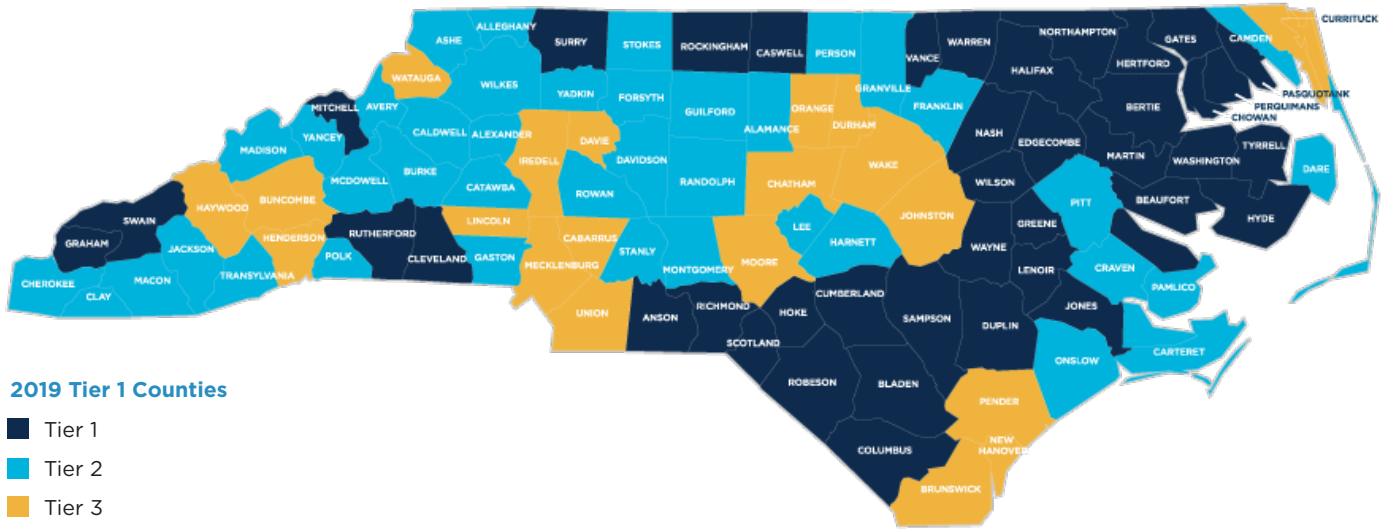 CURRITUCK
ALLEGHANY
ASHE
SURRY
STOKES
ROCKINGHAM
CASWELL
PERSON
VANCE
WARREN
NORTHAMPTON
GATES
CAMDEN
HERTFORD
HALIFAX
WATAUGA
WILKES
YADKIN
FORSYTH
GUILFORD
ALAMANCE
ORANGE
DURHAM
GRANVILLE
FRANKLIN
BERTIE
PASQUOTANK
PERQUIMANS
CHOWAN
MITCHELL
AVERY
YANCEY
CALDWELL
ALEXANDER
IREDELL
DAVIE
DAVIDSON
RANDOLPH
CHATHAM
WAKE
NASH
EDGECOMBE
MARTIN
WASHINGTON
TYRRELL
DARE
MADISON
MCDOWELL
BURKE
CATAWBA
ROWAN
WILSON
PITT
BEAUFORT
HYDE
HAYWOOD
BUNCOMBE
SWAIN
GRAHAM
JACKSON
HENDERSON
RUTHERFORD
LINCOLN
CABARRUS
LEE
JOHNSTON
GREENE
WAYNE
CHEROKEE
CLAY
MACON
TRANSYLVANIA
POLK
CLEVELAND
GASTON
MECKLENBURG
STANLY
MONTGOMERY
MOORE
HARNETT
LENOIR
CRAVEN
PAMLICO
UNION
ANSON
RICHMOND
HOKE
CUMBERLAND
SAMPSON
DUPLIN
JONES
SCOTLAND
ONSLOW
CARTERET
ROBESON
BLADEN
PENDER
COLUMBUS
NEW
HANOVER
BRUNSWICK
2019 Tier 1 Counties
Tier 1
Tier 2
Tier 3